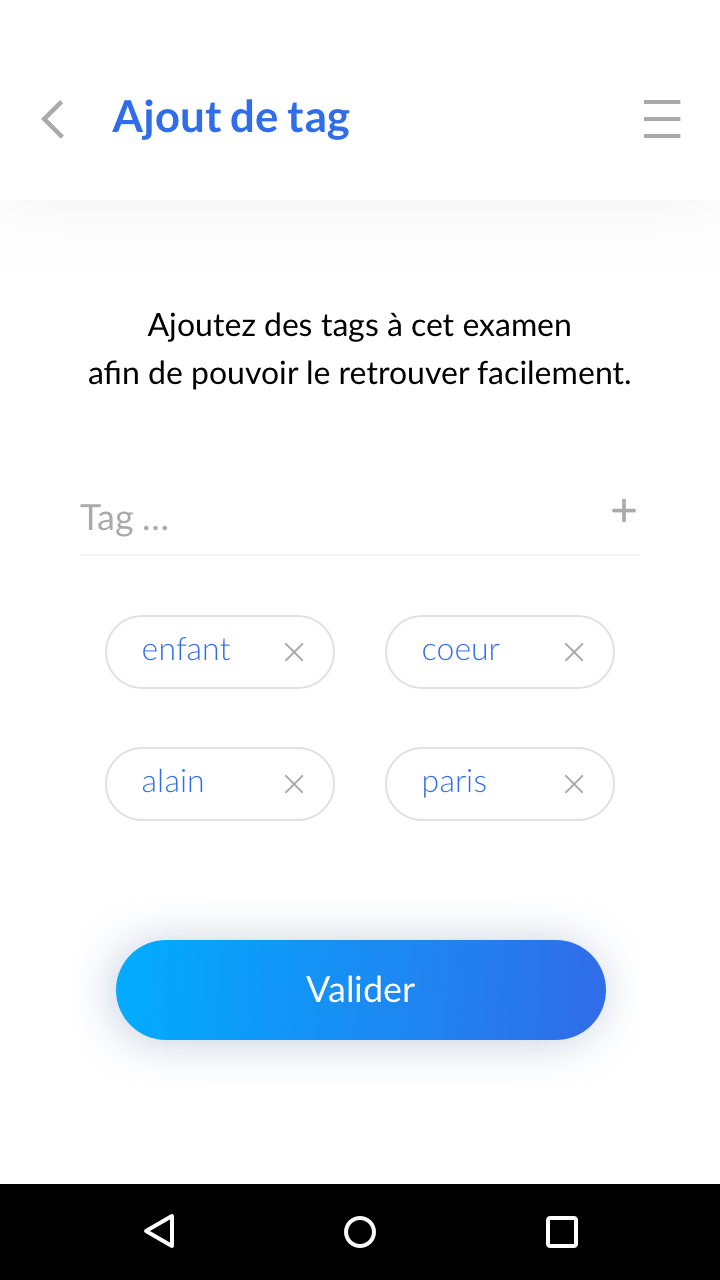 Ajout de tag
Ajoutez des tags à cet examen
afin de pouvoir le retrouver facilement.
Tag ...
enfant
coeur
alain
paris
Valider